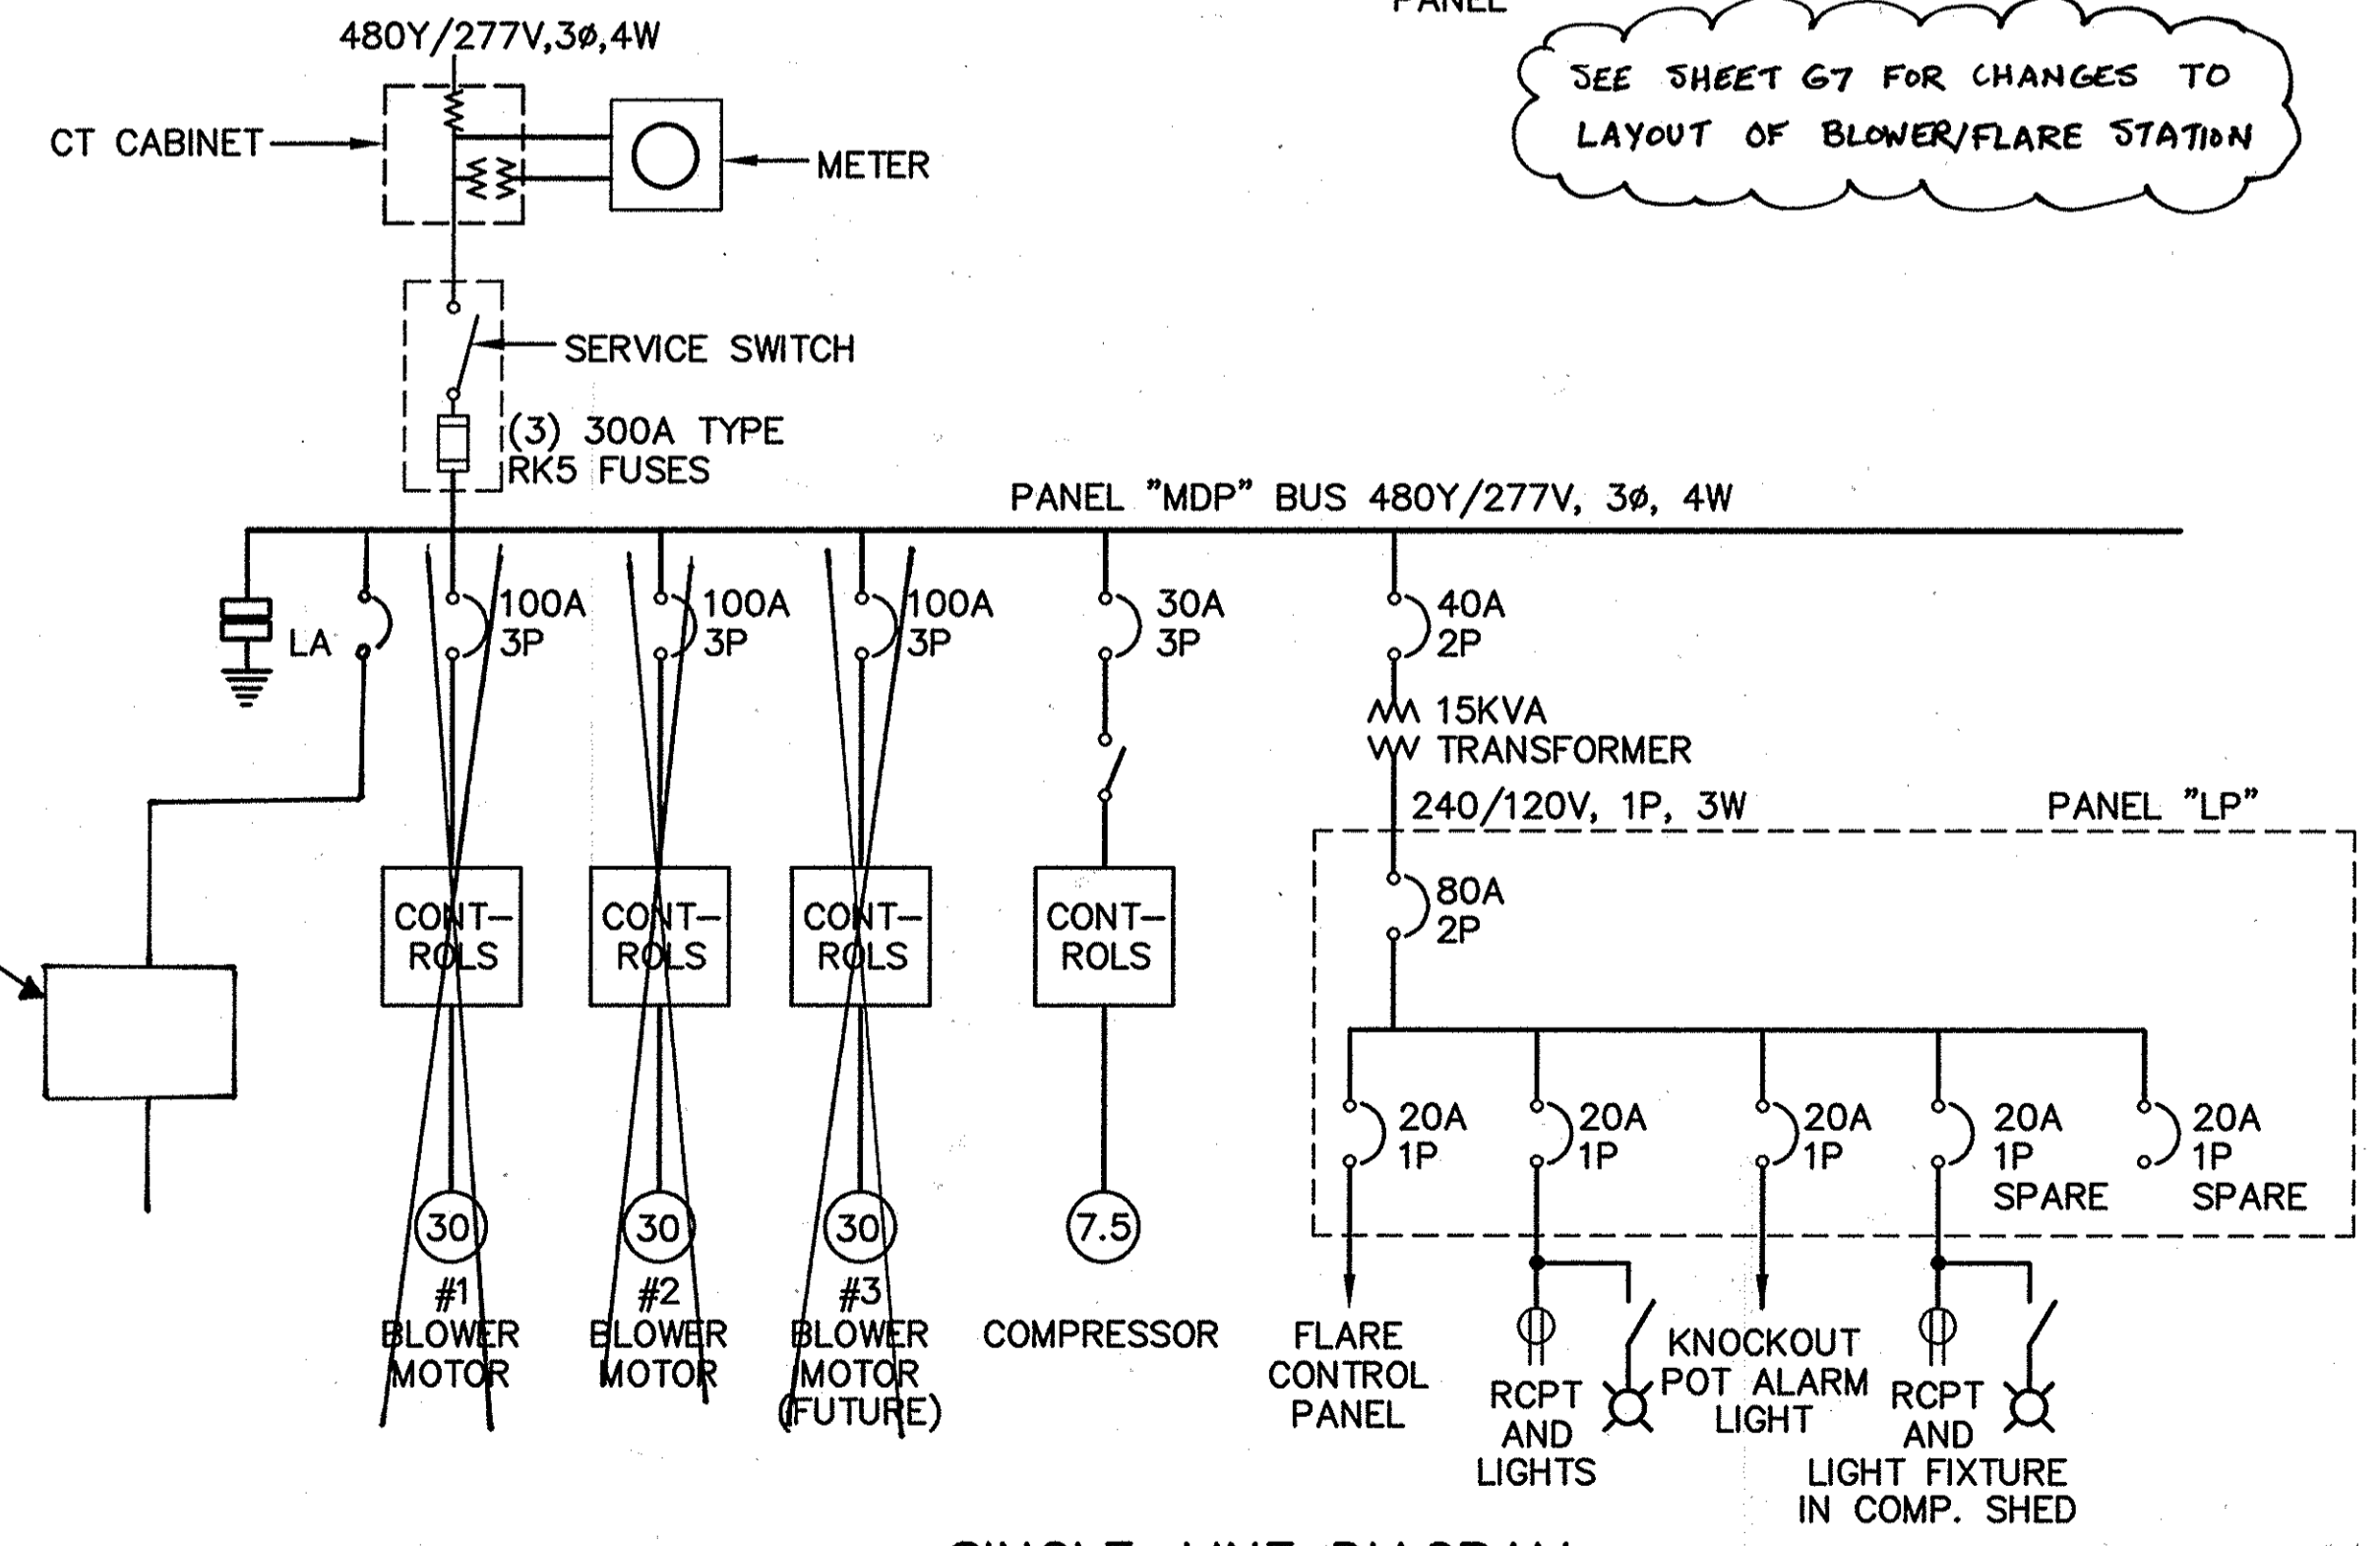 PANEL
480Y/277V,3ø,4W
SEE SHEET G7 FOR CHANGES TO
LAYOUT OF BLOWER/FLARE STATION
CT CABINET
METER
SERVICE SWITCH
(3) 300A TYPE
RK5 FUSES
PANEL "MDP" BUS 480Y/277V, 3ø, 4W
LA
100A
3P
100A
3P
100A
3P
30A
3P
40A
2P
15KVA
TRANSFORMER
240/120V, 1P, 3W
PANEL "LP"
80A
2P
CONT-
ROLS
CONT-
ROLS
CONT-
ROLS
CONT-
ROLS
20A
1P
20A
1P
20A
1P
20A
1P
SPARE
20A
1P
SPARE
30
30
30
7.5
#1
BLOWER
MOTOR
#2
BLOWER
MOTOR
#3
BLOWER
MOTOR
(FUTURE)
COMPRESSOR
FLARE
CONTROL
PANEL
RCPT
AND
LIGHTS
KNOCKOUT
POT ALARM
LIGHT
RCPT
AND
LIGHT FIXTURE
IN COMP. SHED
SINGLE LINE DIAGRAM